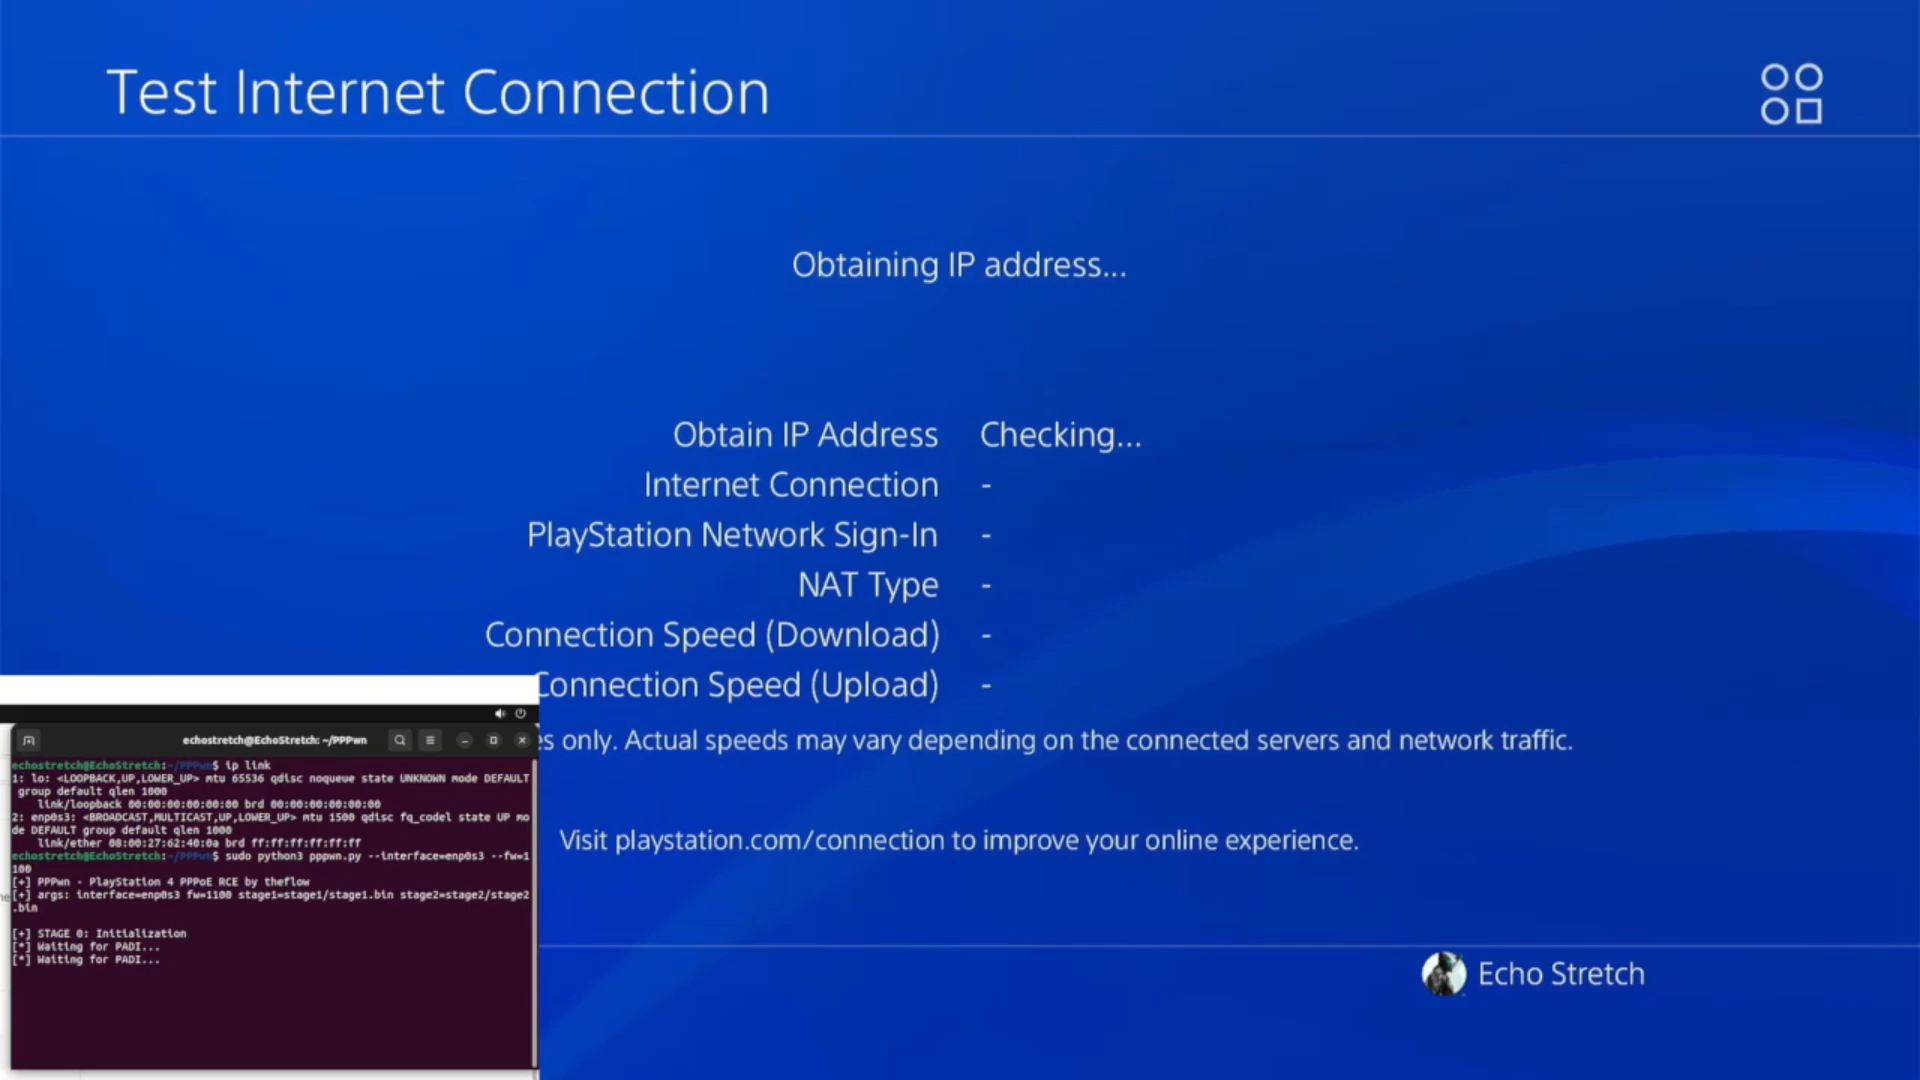 Test Internet Connection
Obtaining IP address...
Obtain IP Address Checking...
Internet Connection -
PlayStation Network Sign-In -
NAT Type -
Connection Speed (Download) -
Connection Speed (Upload) -
es only. Actual speeds may vary depending on the connected servers and network traffic.
Visit playstation.com/connection to improve your online experience.
Echo Stretch
echostretch@EchoStretch: ~/PPPwn
echostretch@EchoStretch:~/PPPwn$ ip link
1: lo: <LOOPBACK,UP,LOWER_UP> mtu 65536 qdisc noqueue state UNKNOWN mode DEFAULT
group default qlen 1000
link/loopback 00:00:00:00:00:00 brd 00:00:00:00:00:00
2: enp0s3: <BROADCAST,MULTICAST,UP,LOWER_UP> mtu 1500 qdisc fq_codel state UP mo
de DEFAULT group default qlen 1000
link/ether 08:00:27:62:40:0a brd ff:ff:ff:ff:ff:ff
echostretch@EchoStretch:~/PPPwn$ sudo python3 pppwn.py --interface=enp0s3 --fw=1
100
[+] PPPwn - PlayStation 4 PPPoE RCE by theflow
[+] args: interface=enp0s3 fw=1100 stage1=stage1/stage1.bin stage2=stage2/stage2
.bin
[+] STAGE 0: Initialization
[*] Waiting for PADI...
[*] Waiting for PADI...